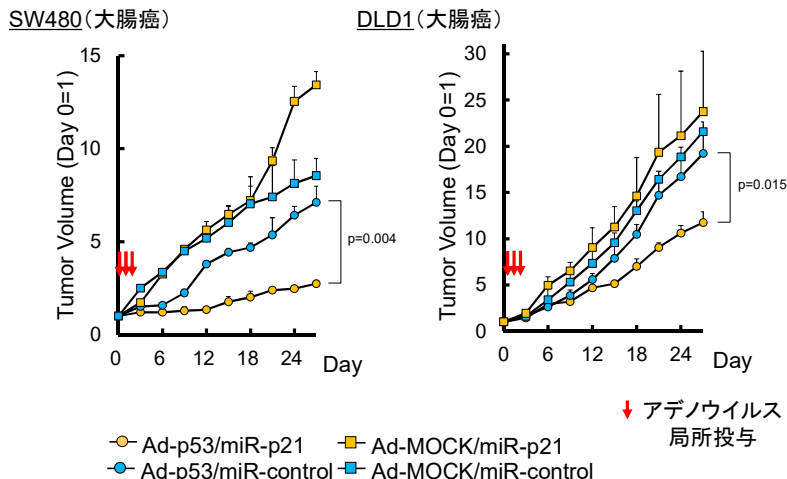 SW480(大腸癌)
DLD1(大腸癌)
Tumor Volume (Day 0=1)
15
10
5
0
0
6
12
18
24
Day
p=0.004
Tumor Volume (Day 0=1)
30
25
20
15
10
5
0
0
6
12
18
24
Day
p=0.015
アデノウイルス
局所投与
Ad-p53/miR-p21
Ad-MOCK/miR-p21
Ad-p53/miR-control
Ad-MOCK/miR-control